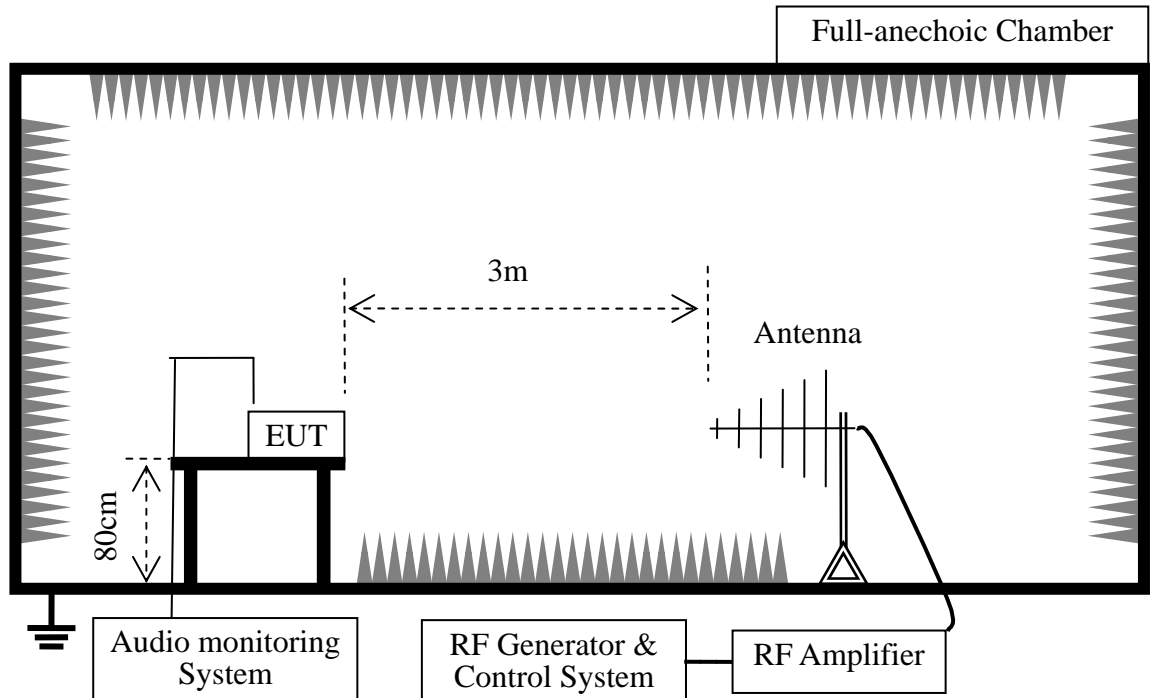 Full-anechoic Chamber
3m
Antenna
EUT
80cm
Audio monitoring
System
RF Generator &
Control System
RF Amplifier